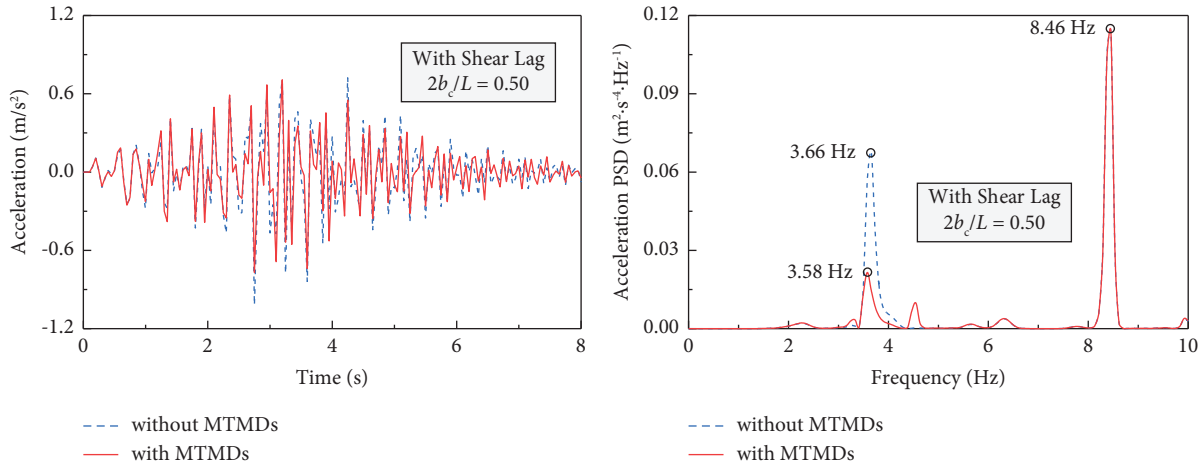 1.2
0.6
0.0
-0.6
-1.2
Acceleration (m/s²)
With Shear Lag
2b_c/L = 0.50
0 2 4 6 8
Time (s)
without MTMDs
with MTMDs
0.12
0.09
0.06
0.03
0.00
Acceleration PSD (m²·s⁻⁴·Hz⁻¹)
8.46 Hz
3.66 Hz
3.58 Hz
With Shear Lag
2b_c/L = 0.50
0 2 4 6 8 10
Frequency (Hz)
without MTMDs
with MTMDs